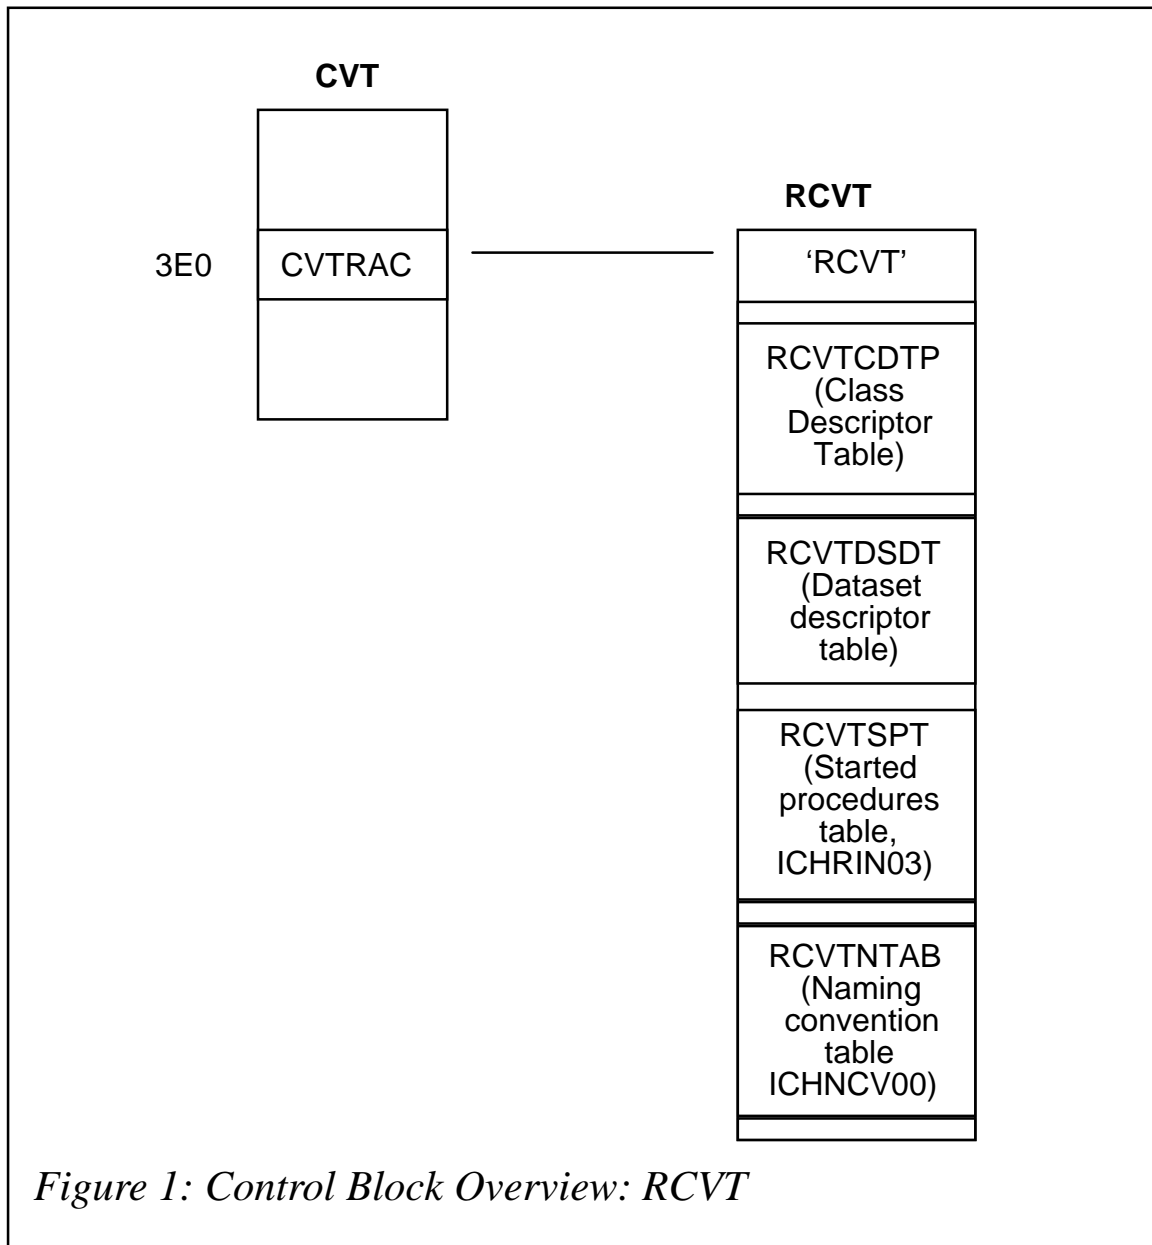 CVT
3E0
CVTRAC
RCVT
‘RCVT’
RCVTCDTP
(Class
Descriptor
Table)
RCVTDSDT
(Dataset
descriptor
table)
RCVTSPT
(Started
procedures
table,
ICHRIN03)
RCVTNTAB
(Naming
convention
table
ICHNCV00)
Figure 1: Control Block Overview: RCVT